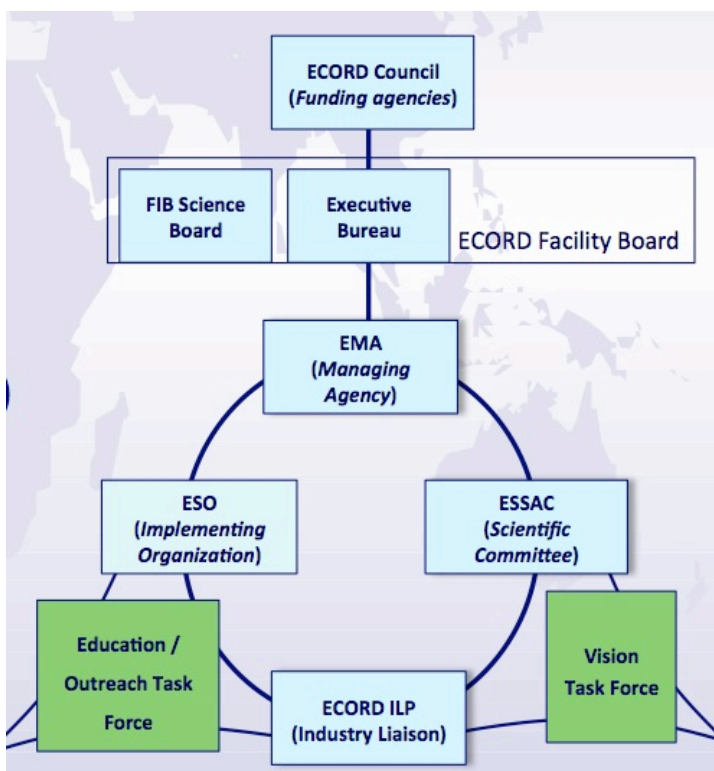 ECORD Council
(Funding agencies)
FIB Science
Board
Executive
Bureau
ECORD Facility Board
EMA
(Managing
Agency)
ESO
(Implementing
Organization)
ESSAC
(Scientific
Committee)
Education /
Outreach Task
Force
Vision
Task Force
ECORD ILP
(Industry Liaison)